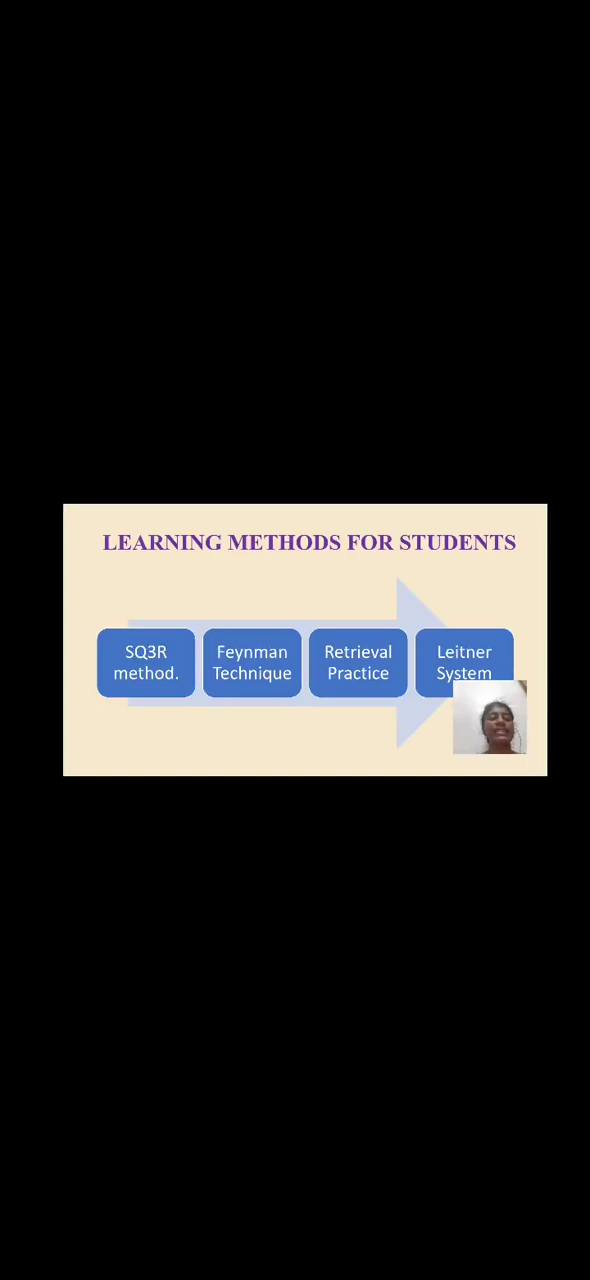 LEARNING METHODS FOR STUDENTS
SQ3R
method.
Feynman
Technique
Retrieval
Practice
Leitner
System